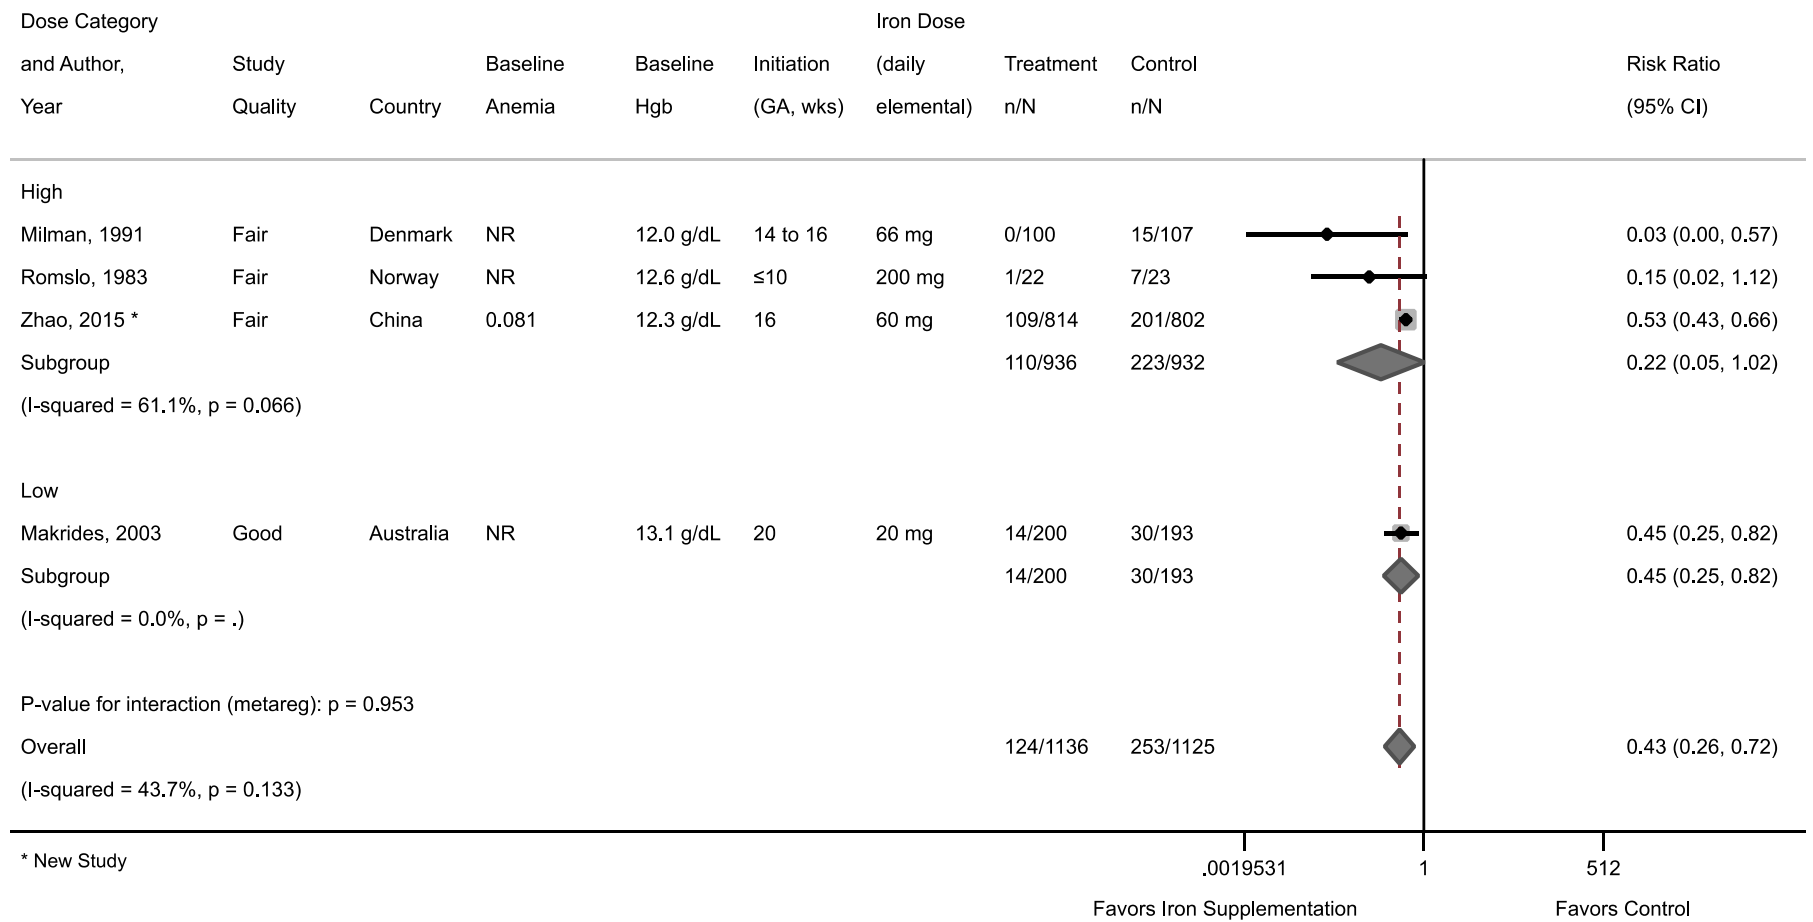 Dose Category Iron Dose
and Author, Study Baseline Baseline Initiation (daily Treatment Control Risk Ratio
Year Quality Country Anemia Hgb (GA, wks) elemental) n/N n/N (95% CI)
High
Milman, 1991 Fair Denmark NR 12.0 g/dL 14 to 16 66 mg 0/100 15/107 0.03 (0.00, 0.57)
Romslo, 1983 Fair Norway NR 12.6 g/dL ≤10 200 mg 1/22 7/23 0.15 (0.02, 1.12)
Zhao, 2015 * Fair China 0.081 12.3 g/dL 16 60 mg 109/814 201/802 0.53 (0.43, 0.66)
Subgroup 110/936 223/932 0.22 (0.05, 1.02)
(I-squared = 61.1%, p = 0.066)
Low
Makrides, 2003 Good Australia NR 13.1 g/dL 20 20 mg 14/200 30/193 0.45 (0.25, 0.82)
Subgroup 14/200 30/193 0.45 (0.25, 0.82)
(I-squared = 0.0%, p = .)
P-value for interaction (metareg): p = 0.953
Overall 124/1136 253/1125 0.43 (0.26, 0.72)
(I-squared = 43.7%, p = 0.133)
* New Study .0019531 1 512
Favors Iron Supplementation Favors Control